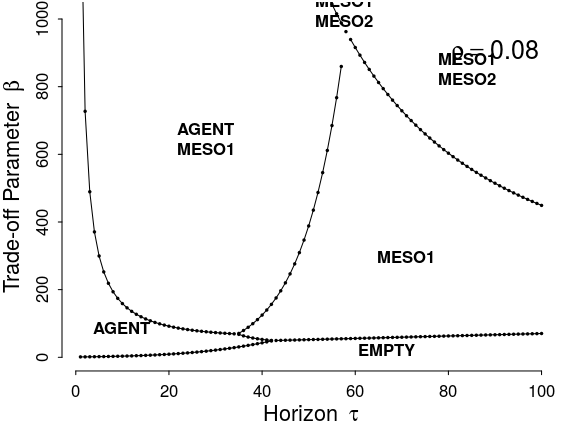 MESO1
MESO2
ρ = 0.08
MESO1
MESO2
AGENT
MESO1
MESO1
AGENT
EMPTY
Trade-off Parameter β
0
200
400
600
800
1000
0 20 40 60 80 100
Horizon τ